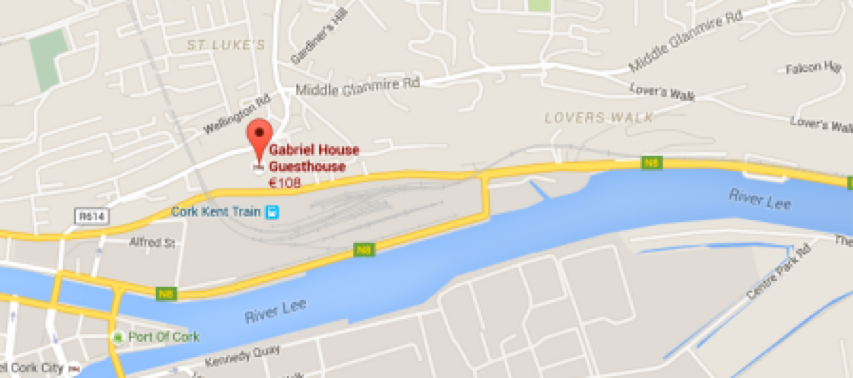 Middle Glanmire Rd
Gardiner's Hill
ST LUKE'S
Falcon Hill
Middle Glanmire Rd
Lover's Walk
Wellington Rd
LOVERS WALK
Lover's Walk
Gabriel House
Guesthouse
€108
N8
River Lee
R614
Cork Kent Train
Alfred St
N8
The
Centre Park Rd
N8
River Lee
Port Of Cork
Kennedy Quay
el Cork City